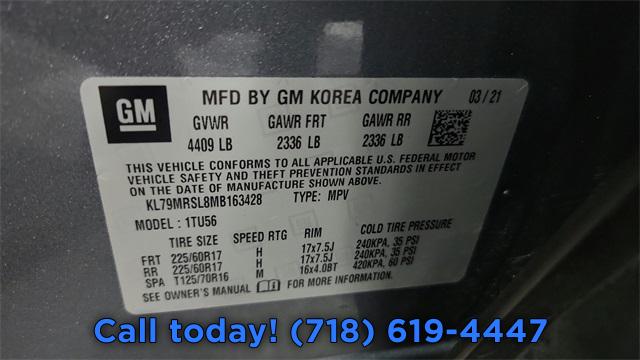 GM MFD BY GM KOREA COMPANY 03/21
GVWR GAWR FRT GAWR RR
4409 LB 2336 LB 2336 LB
THIS VEHICLE CONFORMS TO ALL APPLICABLE U.S. FEDERAL MOTOR
VEHICLE SAFETY AND THEFT PREVENTION STANDARDS IN EFFECT ON
THE DATE OF MANUFACTURE SHOWN ABOVE.
KL79MRSL8MB163428 TYPE: MPV
MODEL: 1TU56
TIRE SIZE SPEED RTG RIM COLD TIRE PRESSURE
FRT 225/60R17 H 17x7.5J 240KPA, 35 PSI
RR 225/60R17 H 17x7.5J 240KPA, 35 PSI
SPA T125/70R16 M 16x4.0BT 420KPA, 60 PSI
SEE OWNER'S MANUAL FOR MORE INFORMATION.
Call today! (718) 619-4447